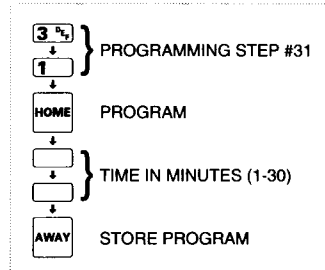 3 DEF
1
PROGRAMMING STEP #31
HOME
PROGRAM
TIME IN MINUTES (1-30)
AWAY
STORE PROGRAM